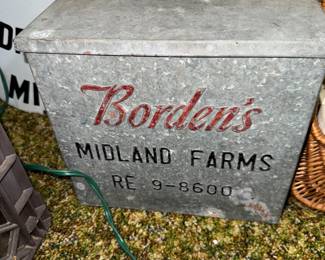 Borden's
MIDLAND FARMS
RE 9-8600